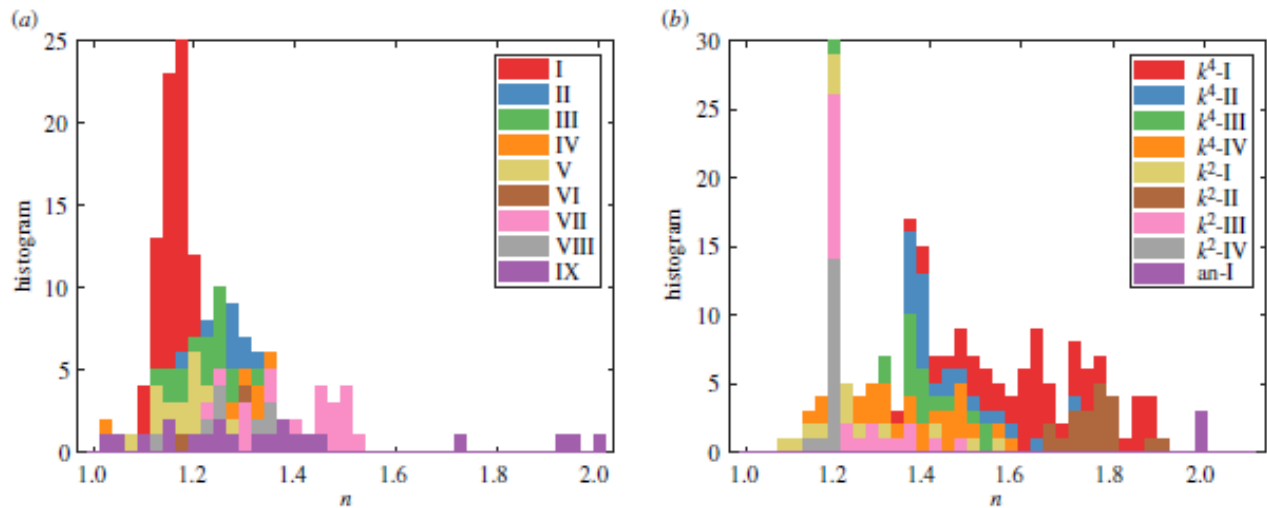 (a)
25
20
15
10
5
0
histogram
1.0 1.2 1.4 1.6 1.8 2.0
n
I
II
III
IV
V
VI
VII
VIII
IX
(b)
30
25
20
15
10
5
0
histogram
1.0 1.2 1.4 1.6 1.8 2.0
n
k⁴-I
k⁴-II
k⁴-III
k⁴-IV
k²-I
k²-II
k²-III
k²-IV
an-I